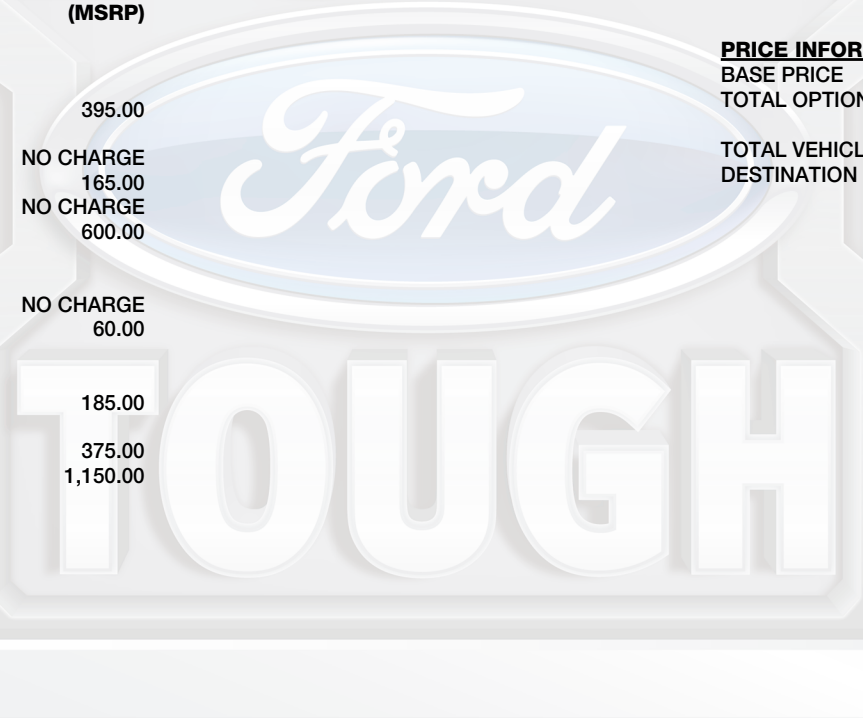 (MSRP)
395.00
NO CHARGE
165.00
NO CHARGE
600.00
NO CHARGE
60.00
185.00
375.00
1,150.00
PRICE INFOR
BASE PRICE
TOTAL OPTION
TOTAL VEHICL
DESTINATION
Ford
TOUGH